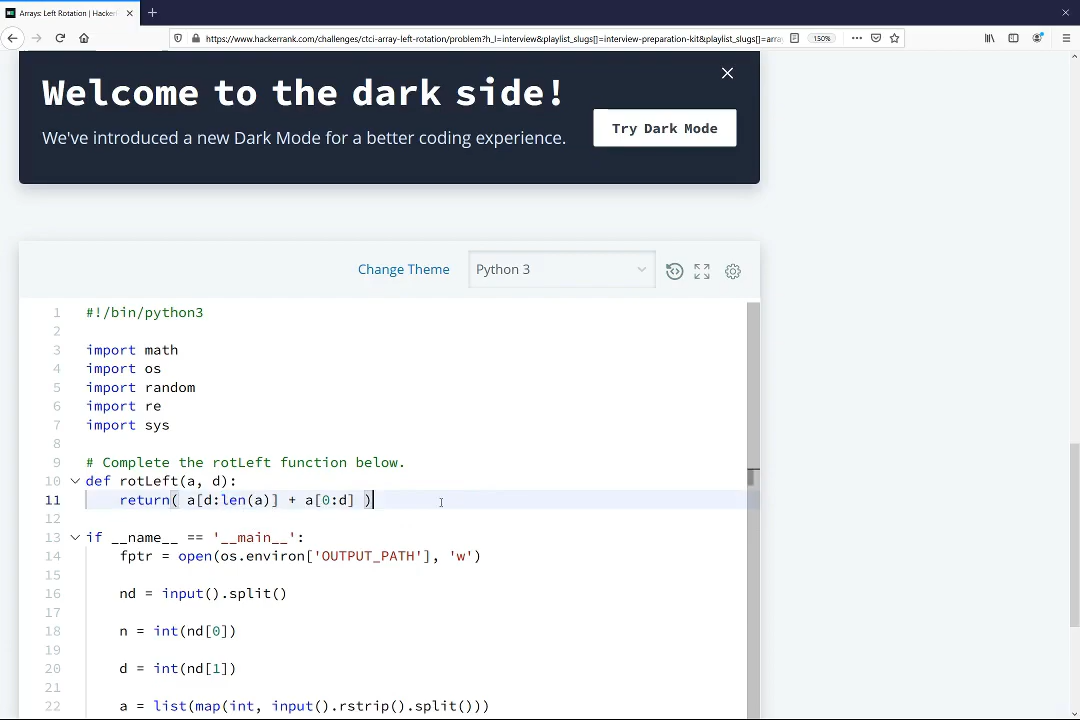 Arrays: Left Rotation | Hacker
https://www.hackerrank.com/challenges/ctci-array-left-rotation/problem?h_l=interview&playlist_slugs[]=interview-preparation-kit&playlist_slugs[]=arra
150%
Welcome to the dark side!
We've introduced a new Dark Mode for a better coding experience.
Try Dark Mode
Change Theme
Python 3
1 #!/bin/python3
2
3 import math
4 import os
5 import random
6 import re
7 import sys
8
9 # Complete the rotLeft function below.
10 def rotLeft(a, d):
11     return( a[d:len(a)] + a[0:d] )
12
13 if __name__ == '__main__':
14     fptr = open(os.environ['OUTPUT_PATH'], 'w')
15
16     nd = input().split()
17
18     n = int(nd[0])
19
20     d = int(nd[1])
21
22     a = list(map(int, input().rstrip().split()))